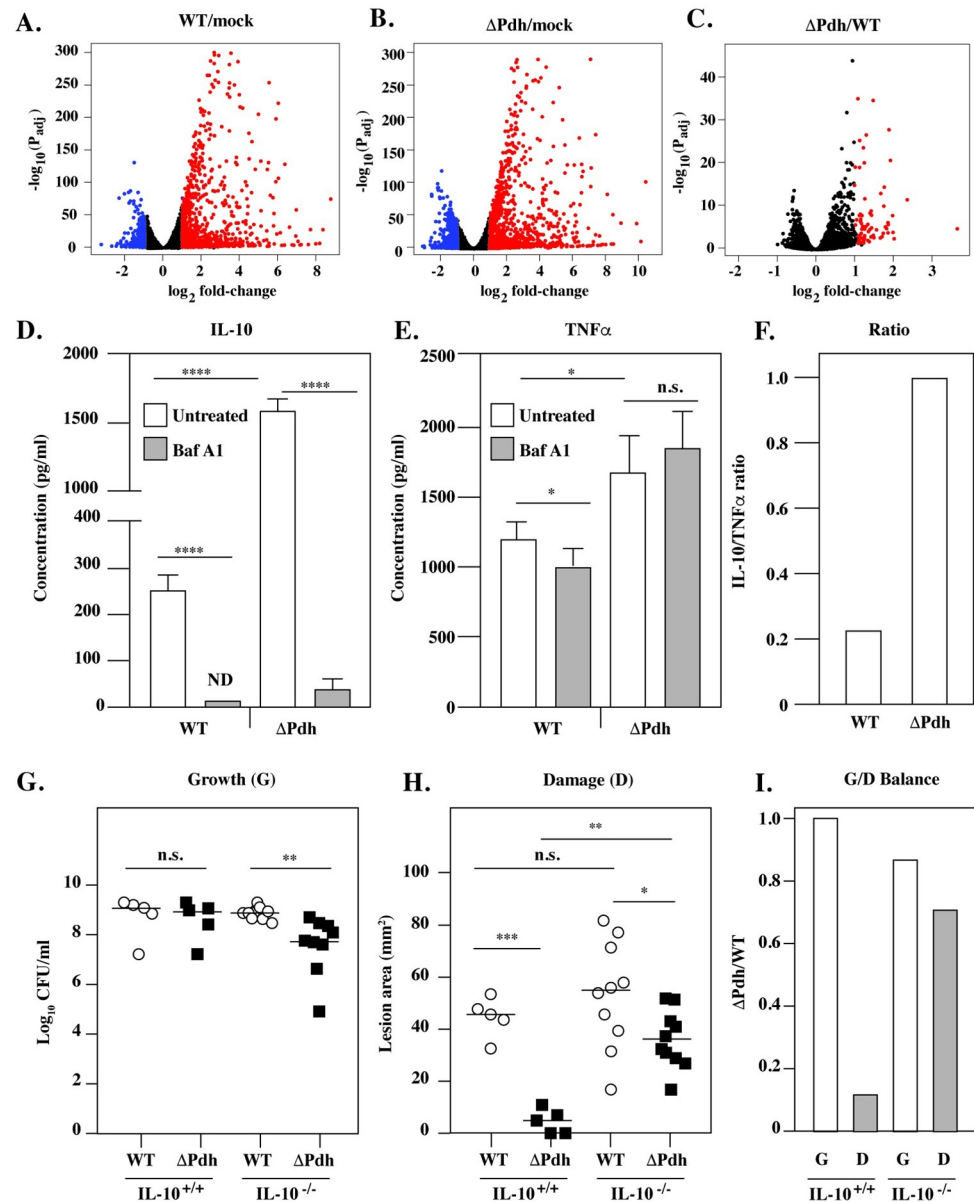 A.
WT/mock
-log10(Padj)
300
250
200
150
100
50
0
-2 0 2 4 6 8
log2 fold-change
B.
ΔPdh/mock
-log10(Padj)
300
250
200
150
100
50
0
-2 0 2 4 6 8 10
log2 fold-change
C.
ΔPdh/WT
-log10(Padj)
40
30
20
10
0
-2 -1 0 1 2 3
log2 fold-change
D.
IL-10
Concentration (pg/ml)
2000
1500
1000
400
300
200
100
0
****
****
Untreated
Baf A1
****
ND
WT ΔPdh
E.
TNFα
Concentration (pg/ml)
2500
2000
1500
1000
500
0
*
n.s.
Untreated
Baf A1
*
WT ΔPdh
F.
Ratio
IL-10/TNFα ratio
1.0
0.8
0.6
0.4
0.2
0
WT ΔPdh
G.
Growth (G)
Log10 CFU/ml
10
8
6
4
2
0
n.s.
**
WT ΔPdh WT ΔPdh
IL-10+/+ IL-10-/-
H.
Damage (D)
Lesion area (mm2)
100
80
60
40
20
0
**
n.s.
*
***
WT ΔPdh WT ΔPdh
IL-10+/+ IL-10-/-
I.
G/D Balance
ΔPdh/WT
1.0
0.8
0.6
0.4
0.2
0
G D G D
IL-10+/+ IL-10-/-